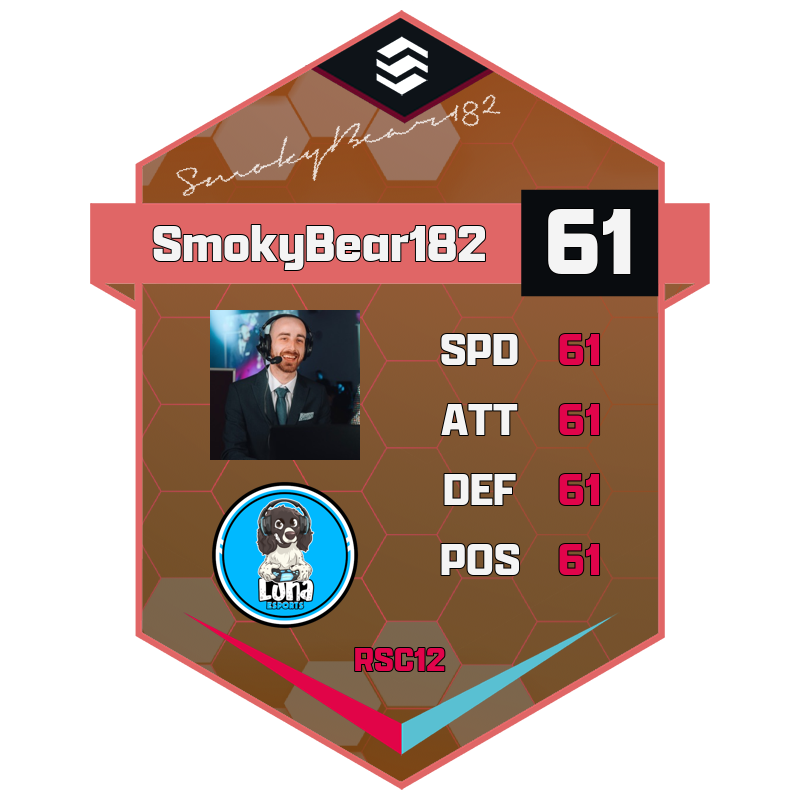 SmokyBear182
SmokyBear182 61
SPD 61
ATT 61
DEF 61
POS 61
Luna
ESPORTS
RSC12